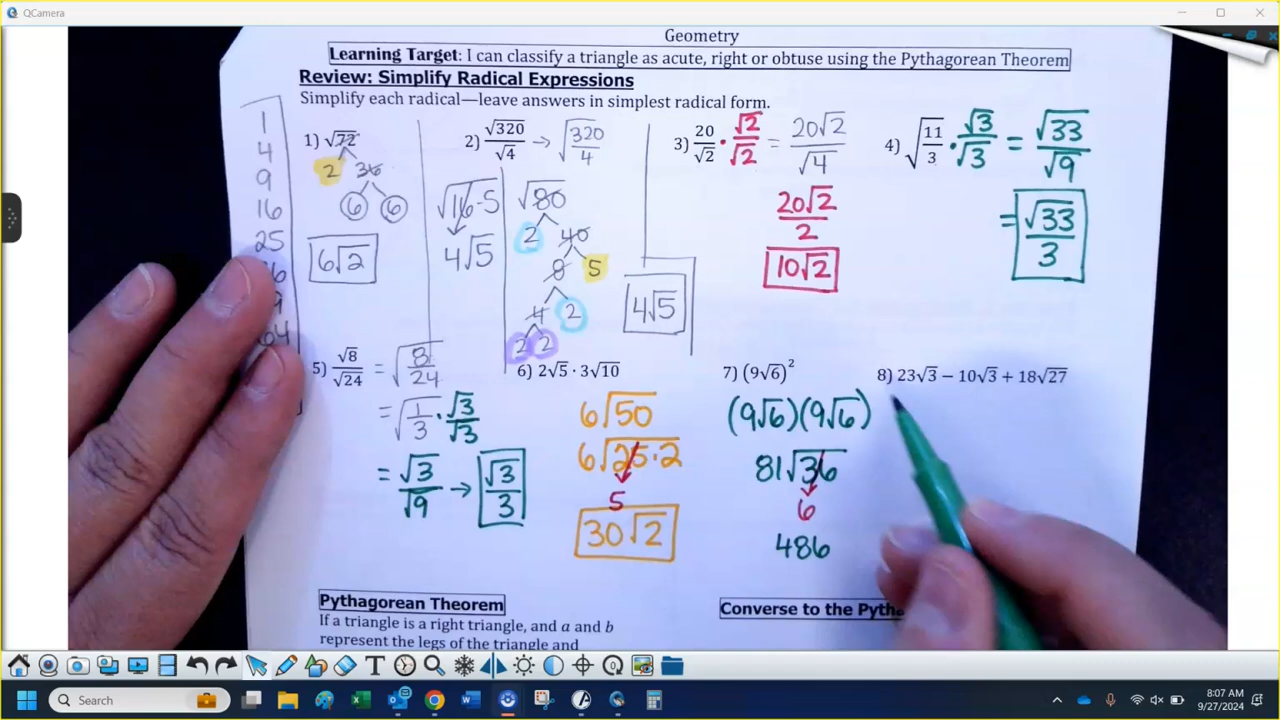 QCamera
Geometry
Learning Target: I can classify a triangle as acute, right or obtuse using the Pythagorean Theorem
Review: Simplify Radical Expressions
Simplify each radical—leave answers in simplest radical form.
1
4
9
16
25
64
1) √72
2 36
6 6
6√2
2) √320/√4 → √320/4
√16·5
4√5
√80
2 40
8 5
4 2
2 2
4√5
3) 20/√2 · √2/√2 = 20√2/√4
20√2/2
10√2
4) √11/3 · √3/√3 = √33/√9
= √33/3
5) √8/√24 = √8/24
= √1/3 · √3/√3
= √3/√9 → √3/3
6) 2√5 · 3√10
6√50
6√25·2
5
30√2
7) (9√6)²
(9√6)(9√6)
81√36
6
486
8) 23√3 − 10√3 + 18√27
Pythagorean Theorem
If a triangle is a right triangle, and a and b
represent the legs of the triangle and
Converse to the
Search
8:07 AM
9/27/2024